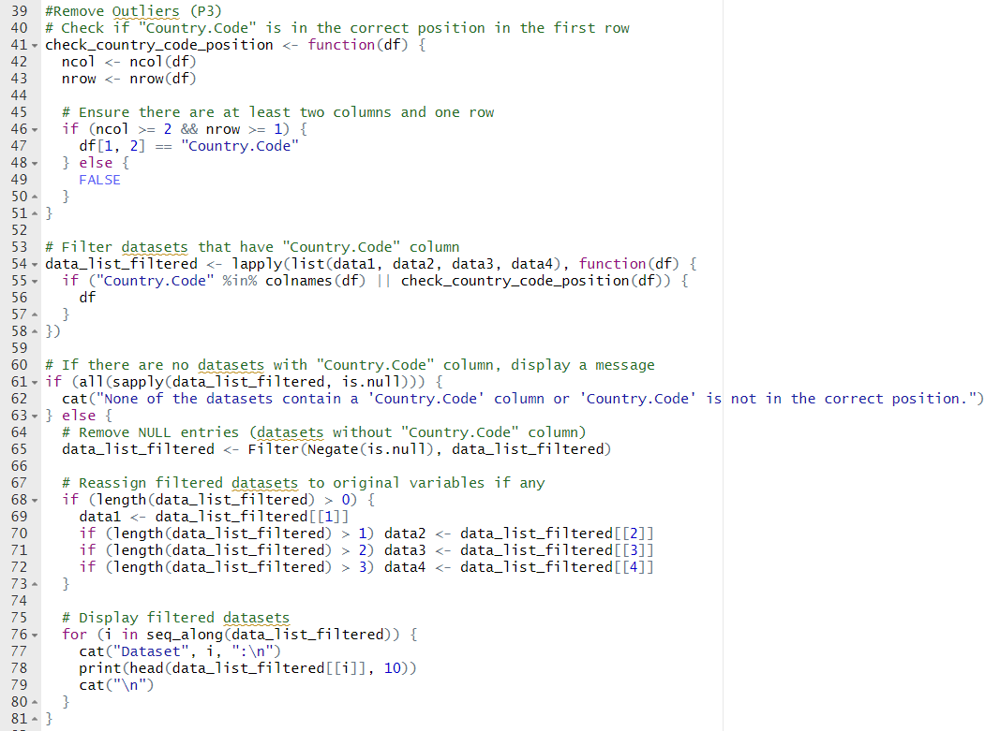 39 #Remove Outliers (P3)
40 # Check if "Country.Code" is in the correct position in the first row
41 check_country_code_position <- function(df) {
42   ncol <- ncol(df)
43   nrow <- nrow(df)
44
45   # Ensure there are at least two columns and one row
46   if (ncol >= 2 && nrow >= 1) {
47     df[1, 2] == "Country.Code"
48   } else {
49     FALSE
50   }
51 }
52
53 # Filter datasets that have "Country.Code" column
54 data_list_filtered <- lapply(list(data1, data2, data3, data4), function(df) {
55   if ("Country.Code" %in% colnames(df) || check_country_code_position(df)) {
56     df
57   }
58 })
59
60 # If there are no datasets with "Country.Code" column, display a message
61 if (all(sapply(data_list_filtered, is.null))) {
62   cat("None of the datasets contain a 'Country.Code' column or 'Country.Code' is not in the correct position.")
63 } else {
64   # Remove NULL entries (datasets without "Country.Code" column)
65   data_list_filtered <- Filter(Negate(is.null), data_list_filtered)
66
67   # Reassign filtered datasets to original variables if any
68   if (length(data_list_filtered) > 0) {
69     data1 <- data_list_filtered[[1]]
70     if (length(data_list_filtered) > 1) data2 <- data_list_filtered[[2]]
71     if (length(data_list_filtered) > 2) data3 <- data_list_filtered[[3]]
72     if (length(data_list_filtered) > 3) data4 <- data_list_filtered[[4]]
73   }
74
75   # Display filtered datasets
76   for (i in seq_along(data_list_filtered)) {
77     cat("Dataset", i, ":\n")
78     print(head(data_list_filtered[[i]], 10))
79     cat("\n")
80   }
81 }